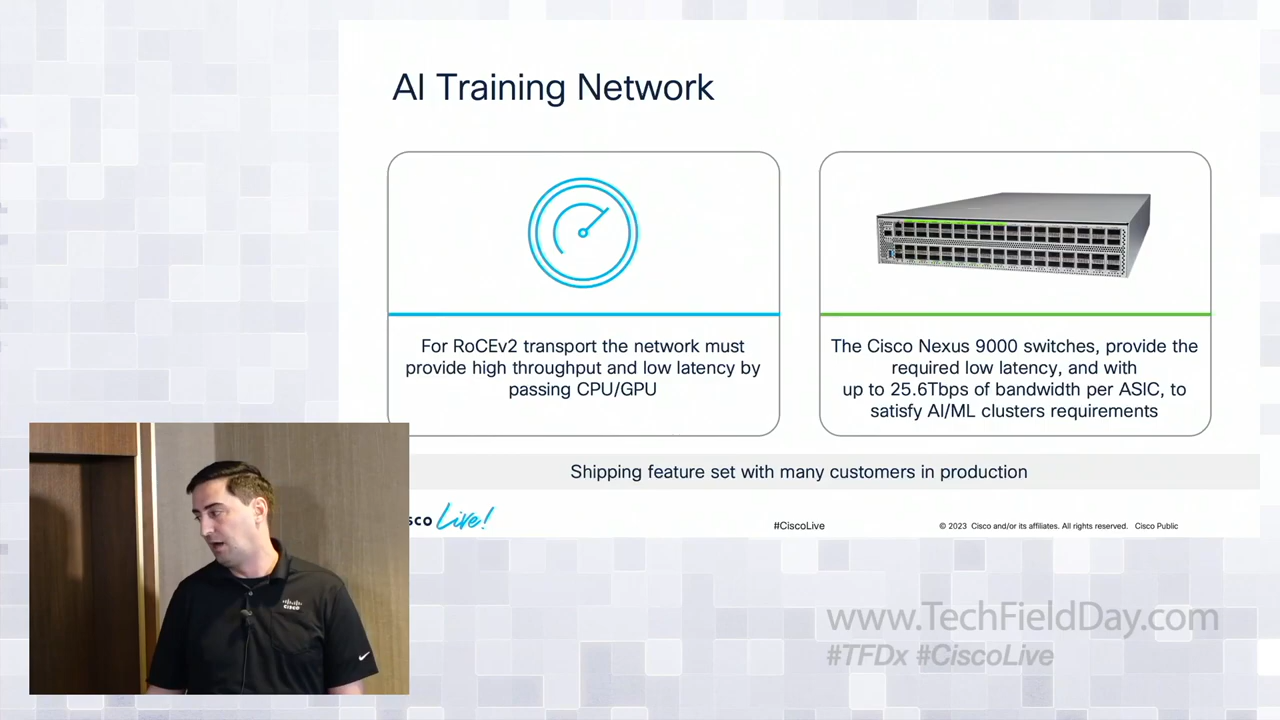 AI Training Network
For RoCEv2 transport the network must
provide high throughput and low latency by
passing CPU/GPU
The Cisco Nexus 9000 switches, provide the
required low latency, and with
up to 25.6Tbps of bandwidth per ASIC, to
satisfy AI/ML clusters requirements
Shipping feature set with many customers in production
sco Live!
#CiscoLive
© 2023 Cisco and/or its affiliates. All rights reserved. Cisco Public
CISCO
www.TechFieldDay.com
#TFDx #CiscoLive